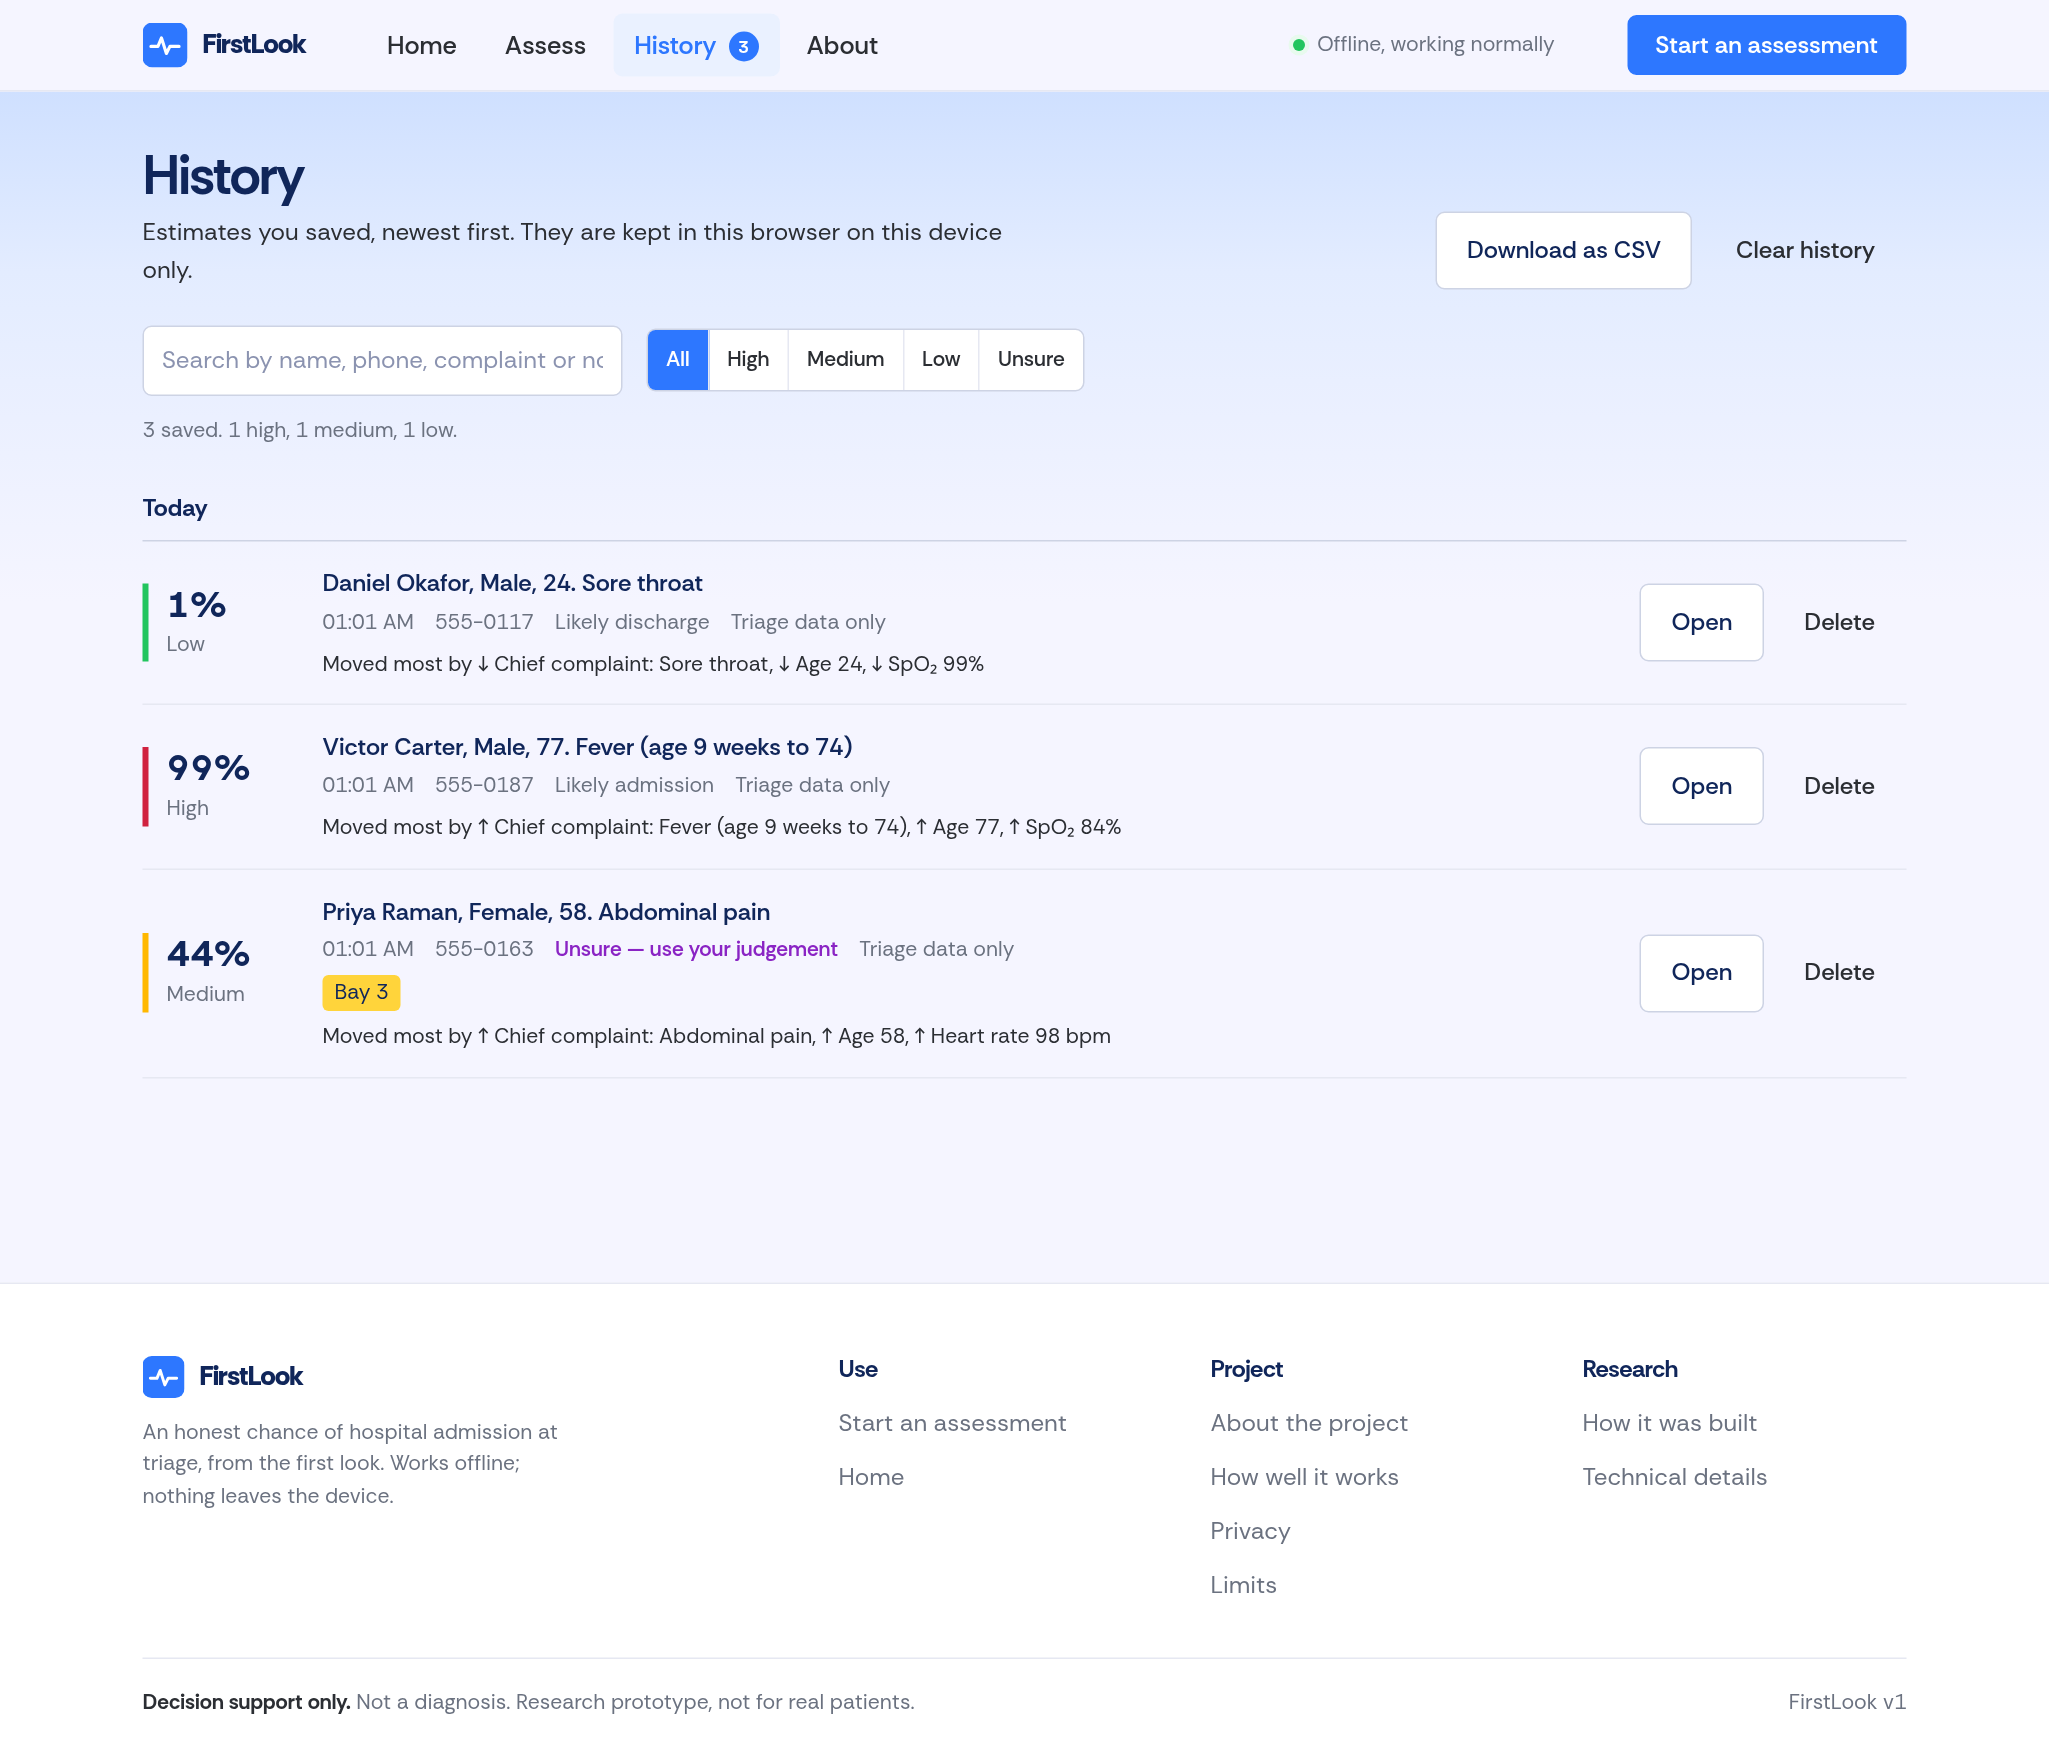 FirstLook
Home
Assess
History 3
About
Offline, working normally
Start an assessment
History
Estimates you saved, newest first. They are kept in this browser on this device
only.
Download as CSV
Clear history
Search by name, phone, complaint or no
All
High
Medium
Low
Unsure
3 saved. 1 high, 1 medium, 1 low.
Today
1%
Low
Daniel Okafor, Male, 24. Sore throat
01:01 AM 555-0117 Likely discharge Triage data only
Moved most by ↓ Chief complaint: Sore throat, ↓ Age 24, ↓ SpO₂ 99%
Open
Delete
99%
High
Victor Carter, Male, 77. Fever (age 9 weeks to 74)
01:01 AM 555-0187 Likely admission Triage data only
Moved most by ↑ Chief complaint: Fever (age 9 weeks to 74), ↑ Age 77, ↑ SpO₂ 84%
Open
Delete
44%
Medium
Priya Raman, Female, 58. Abdominal pain
01:01 AM 555-0163 Unsure — use your judgement Triage data only
Bay 3
Moved most by ↑ Chief complaint: Abdominal pain, ↑ Age 58, ↑ Heart rate 98 bpm
Open
Delete
FirstLook
An honest chance of hospital admission at
triage, from the first look. Works offline;
nothing leaves the device.
Use
Start an assessment
Home
Project
About the project
How well it works
Privacy
Limits
Research
How it was built
Technical details
Decision support only. Not a diagnosis. Research prototype, not for real patients.
FirstLook v1